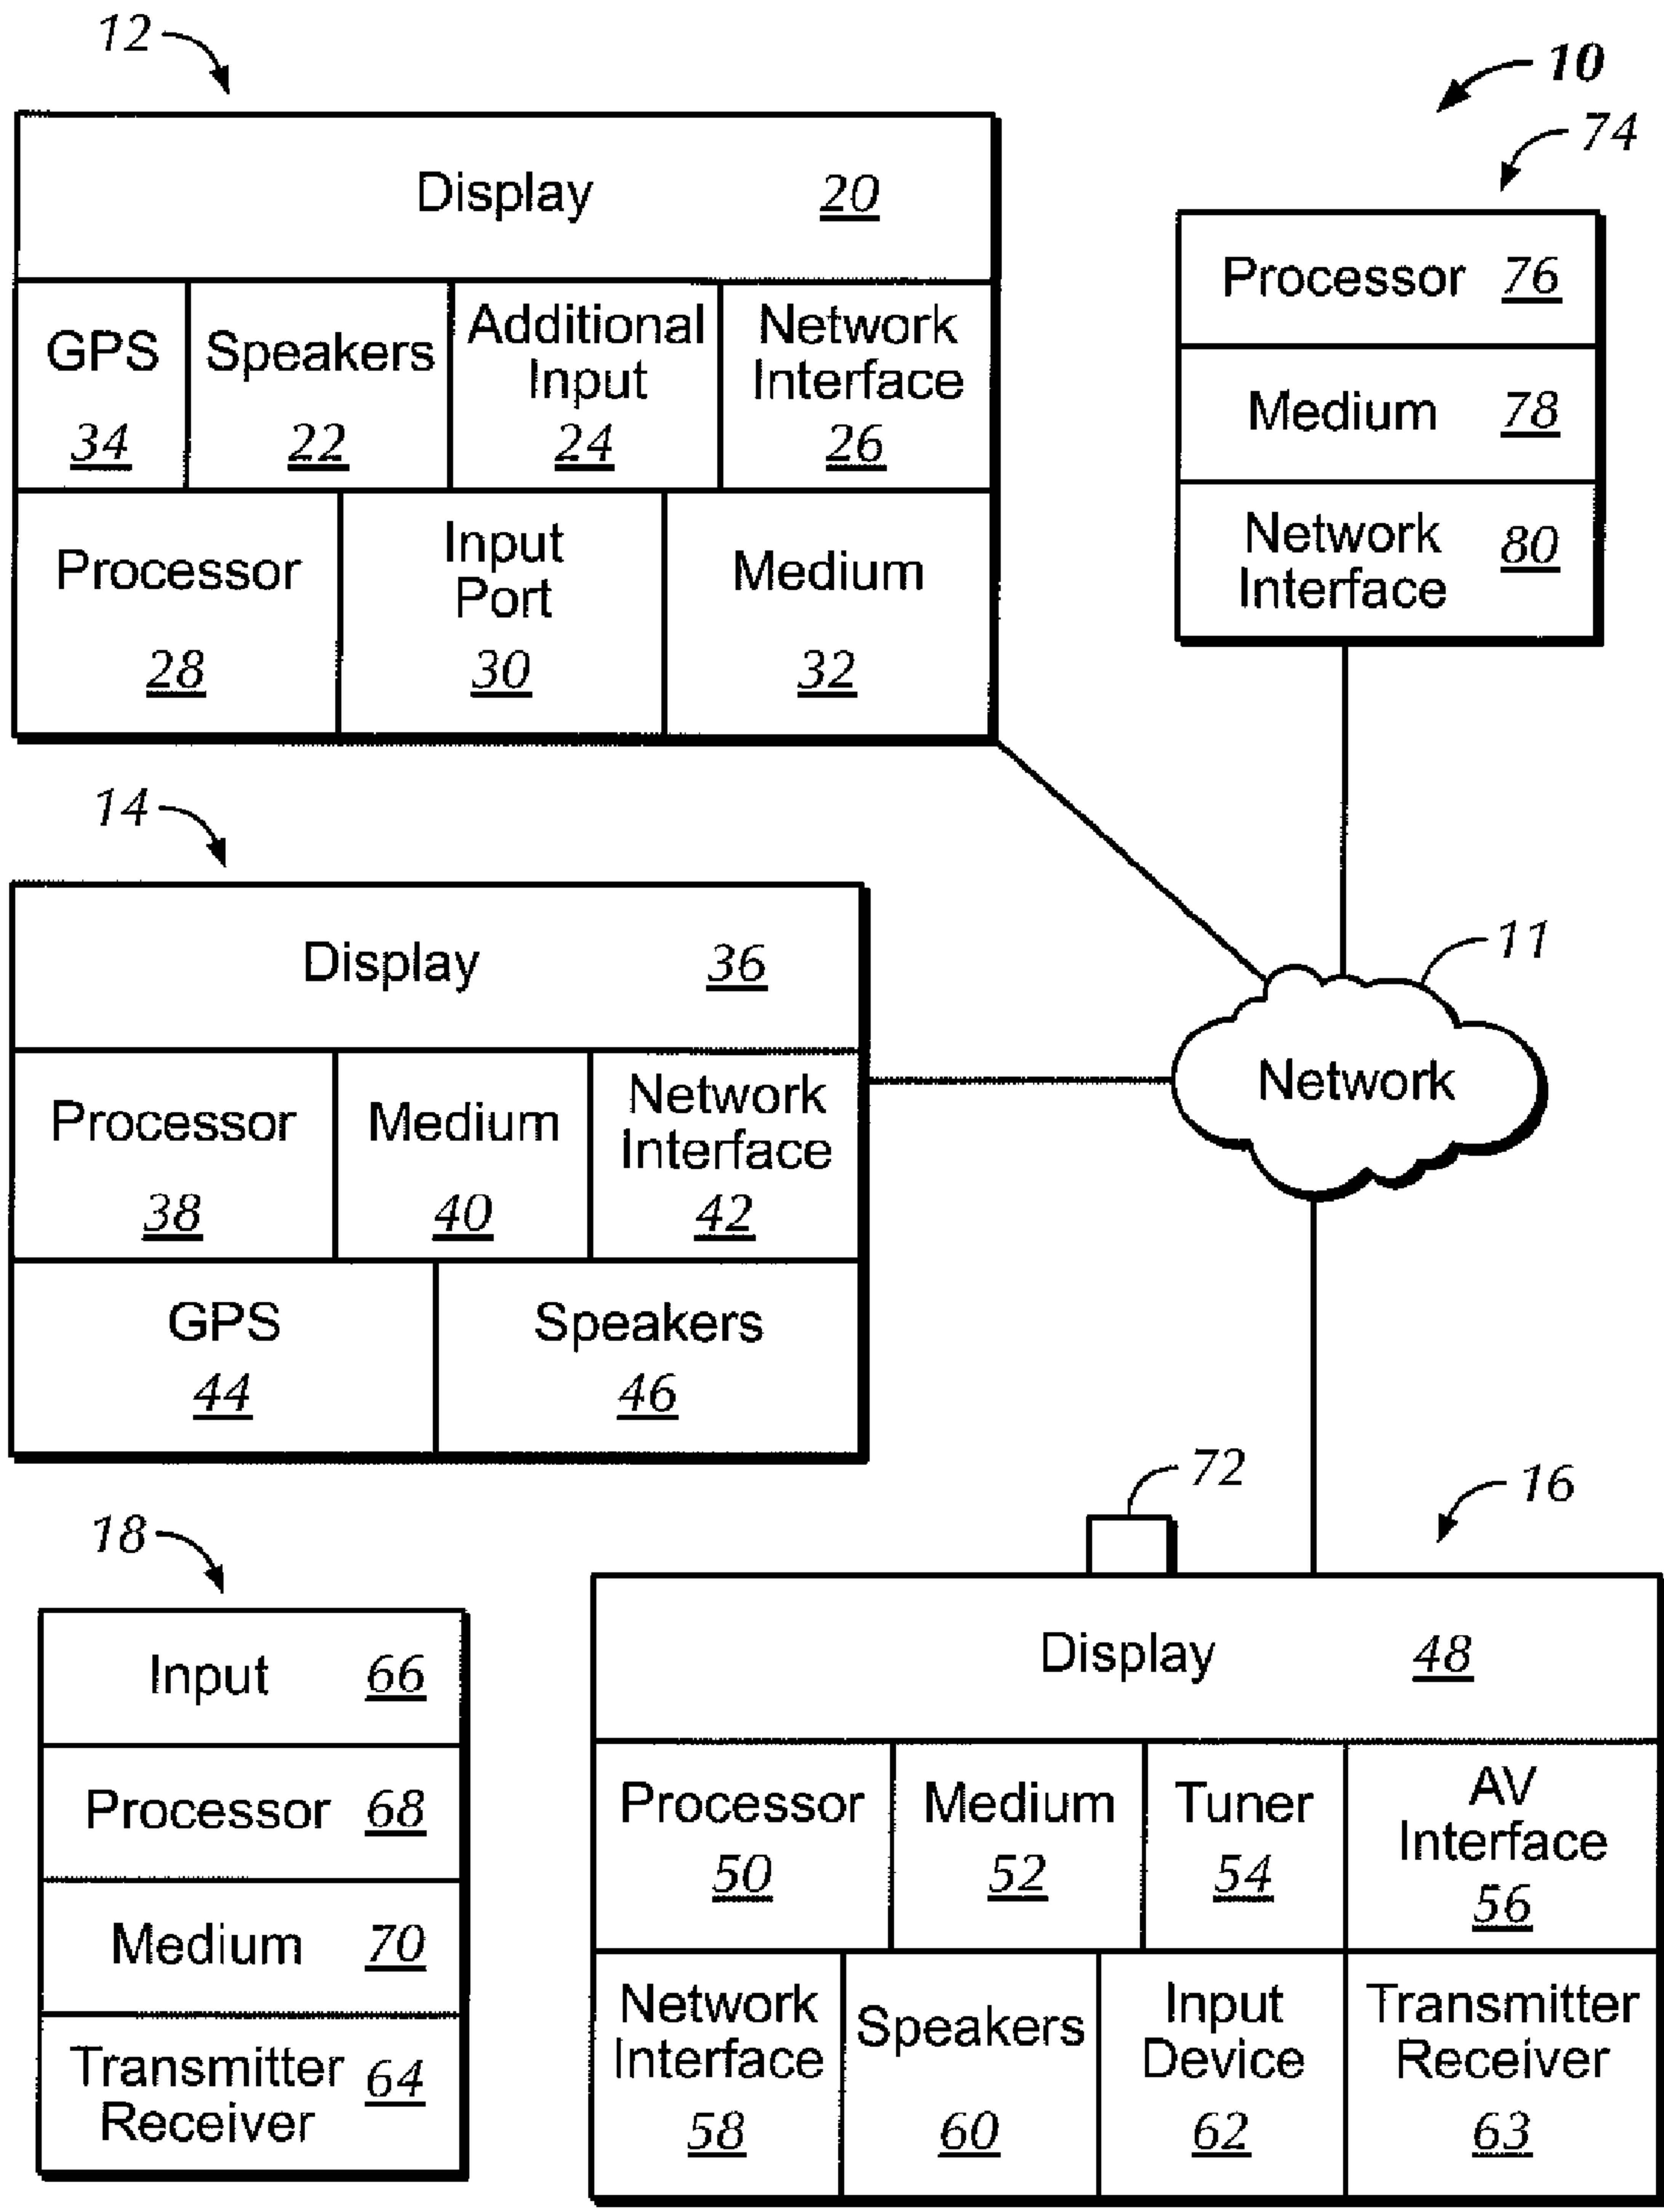 12
10
74
Display 20
GPS
34
Speakers
22
Additional
Input
24
Network
Interface
26
Processor
28
Input
Port
30
Medium
32
Processor 76
Medium 78
Network
Interface
80
14
Display 36
Processor
38
Medium
40
Network
Interface
42
GPS
44
Speakers
46
11
Network
18
Input 66
Processor 68
Medium 70
Transmitter
Receiver
64
72
16
Display 48
Processor
50
Medium
52
Tuner
54
AV
Interface
56
Network
Interface
58
Speakers
60
Input
Device
62
Transmitter
Receiver
63